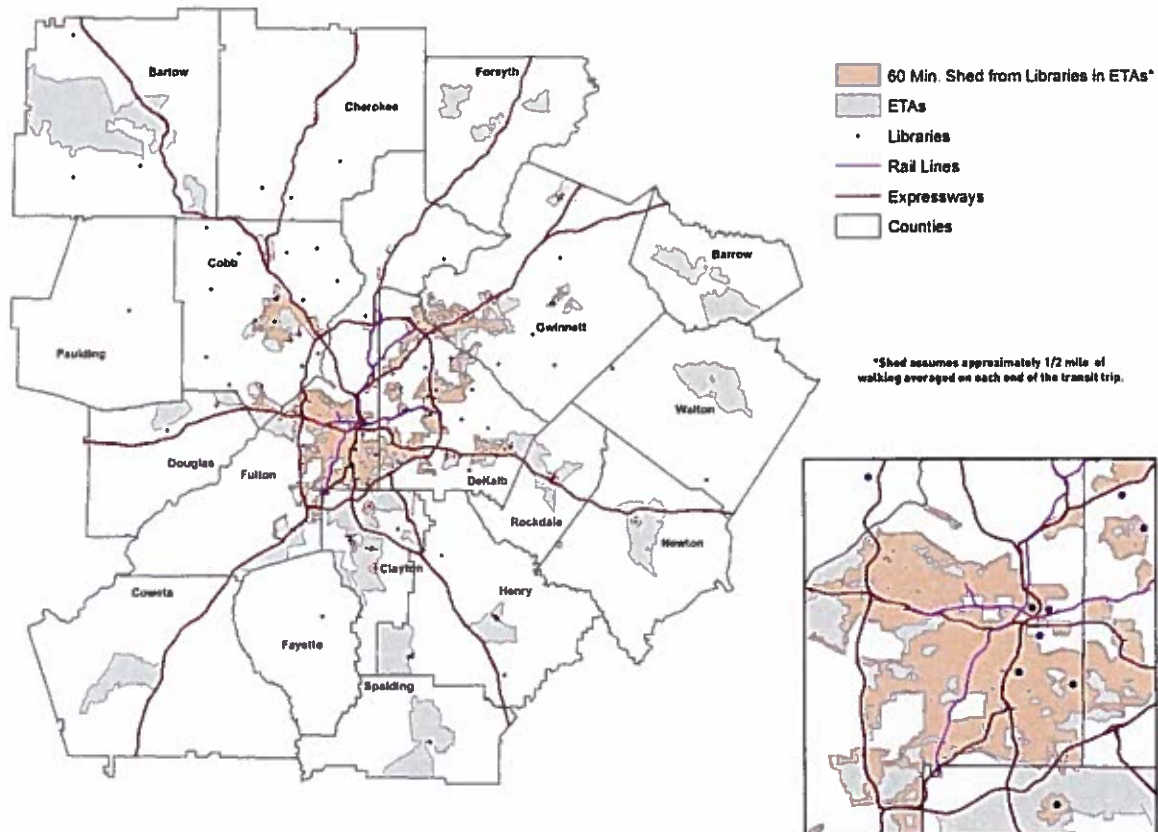 Bartow
Cherokee
Forsyth
60 Min. Shed from Libraries in ETAs*
ETAs
Libraries
Rail Lines
Expressways
Counties
Cobb
Barrow
Gwinnett
Paulding
*Shed assumes approximately 1/2 mile of
walking averaged on each end of the transit trip.
Walton
Douglas
Fulton
DeKalb
Rockdale
Newton
Clayton
Coweta
Henry
Fayette
Spalding